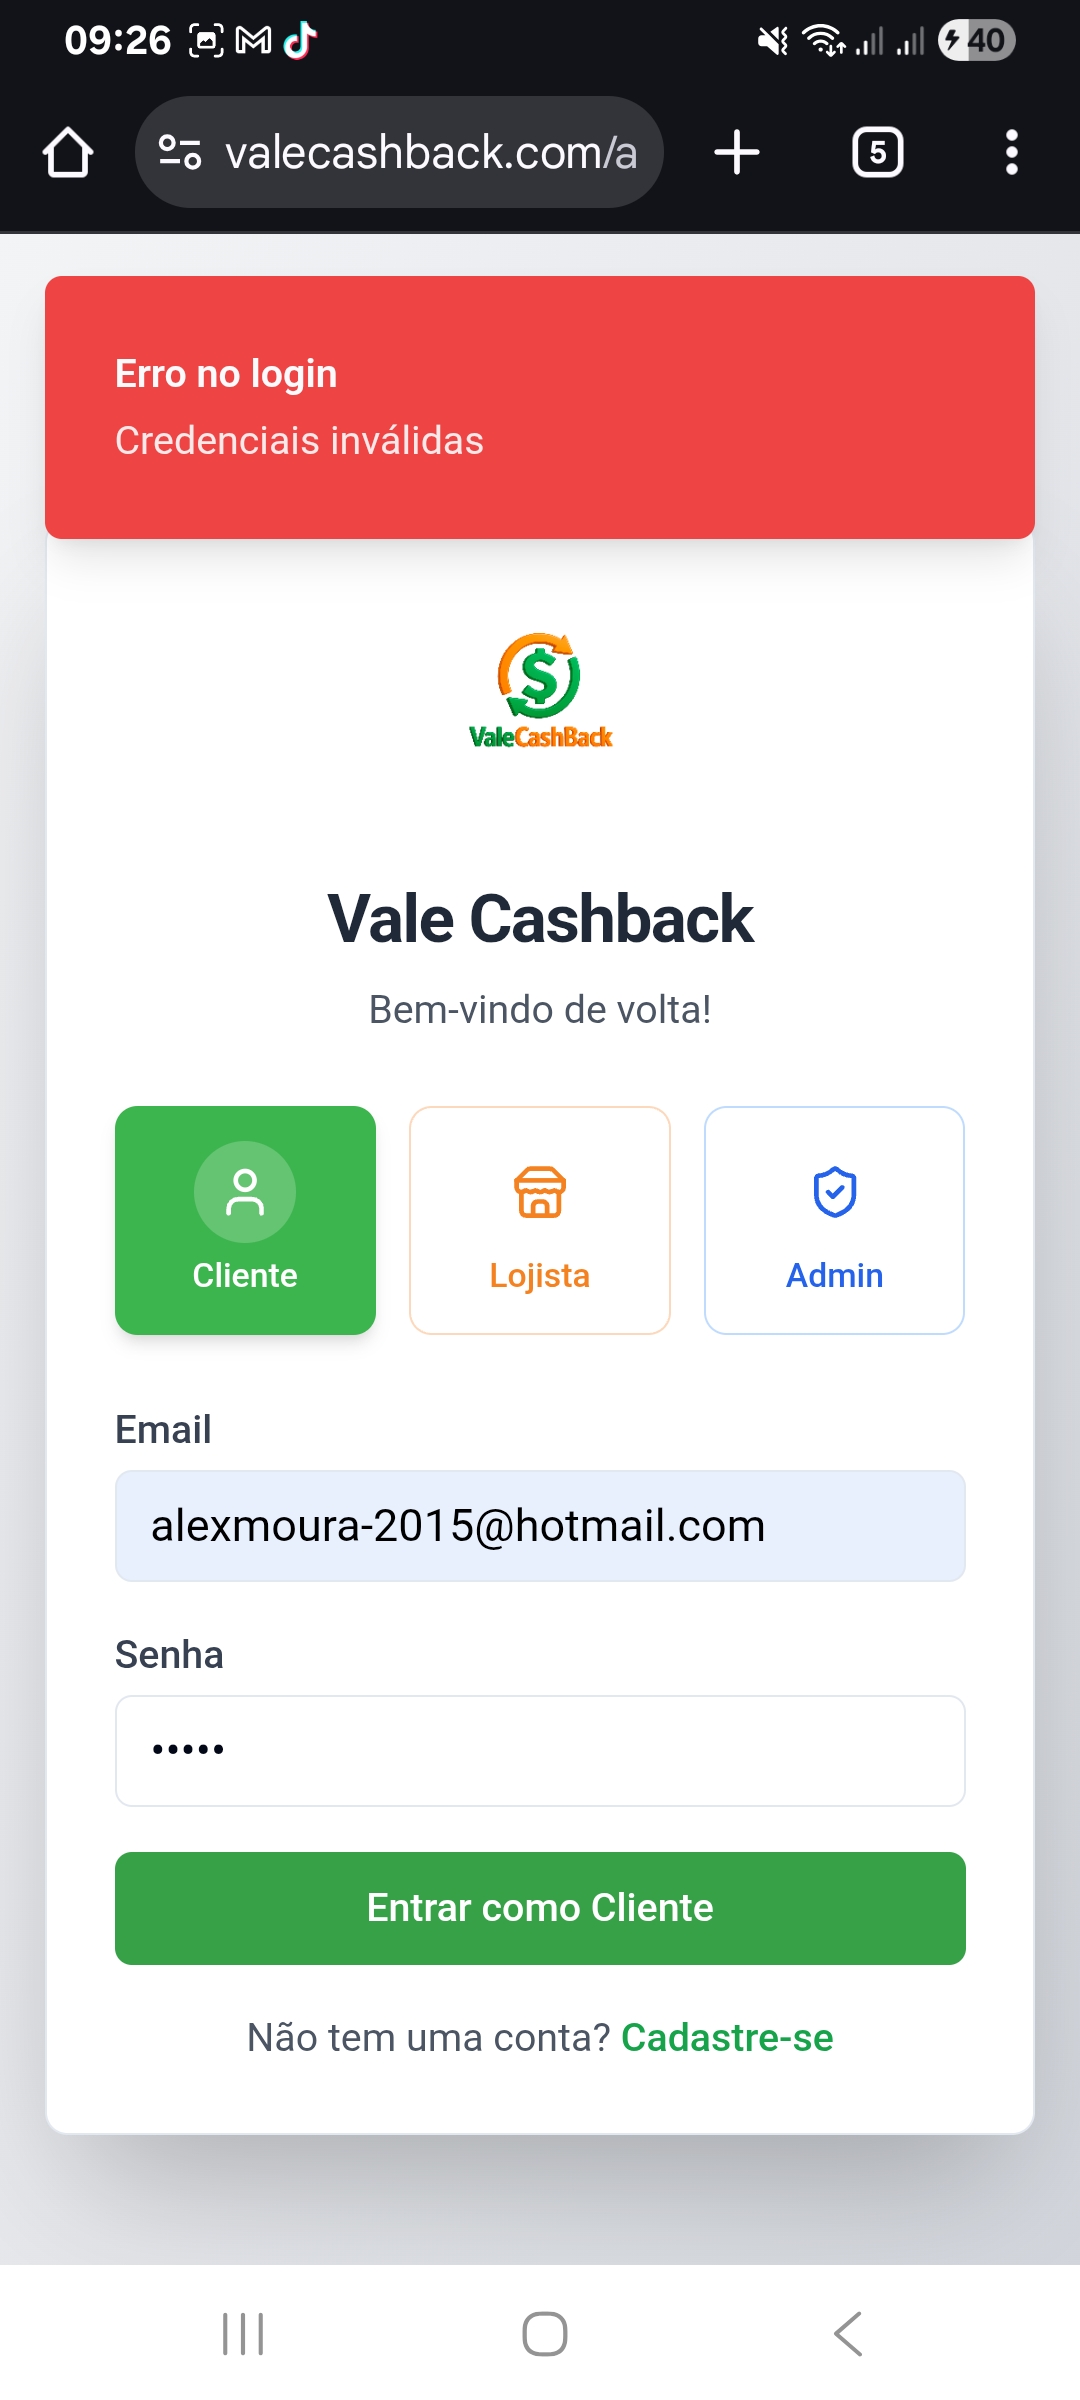 09:26
40
valecashback.com/a
5
Erro no login
Credenciais inválidas
$
ValeCashBack
Vale Cashback
Bem-vindo de volta!
Cliente
Lojista
Admin
Email
alexmoura-2015@hotmail.com
Senha
•••••
Entrar como Cliente
Não tem uma conta? Cadastre-se